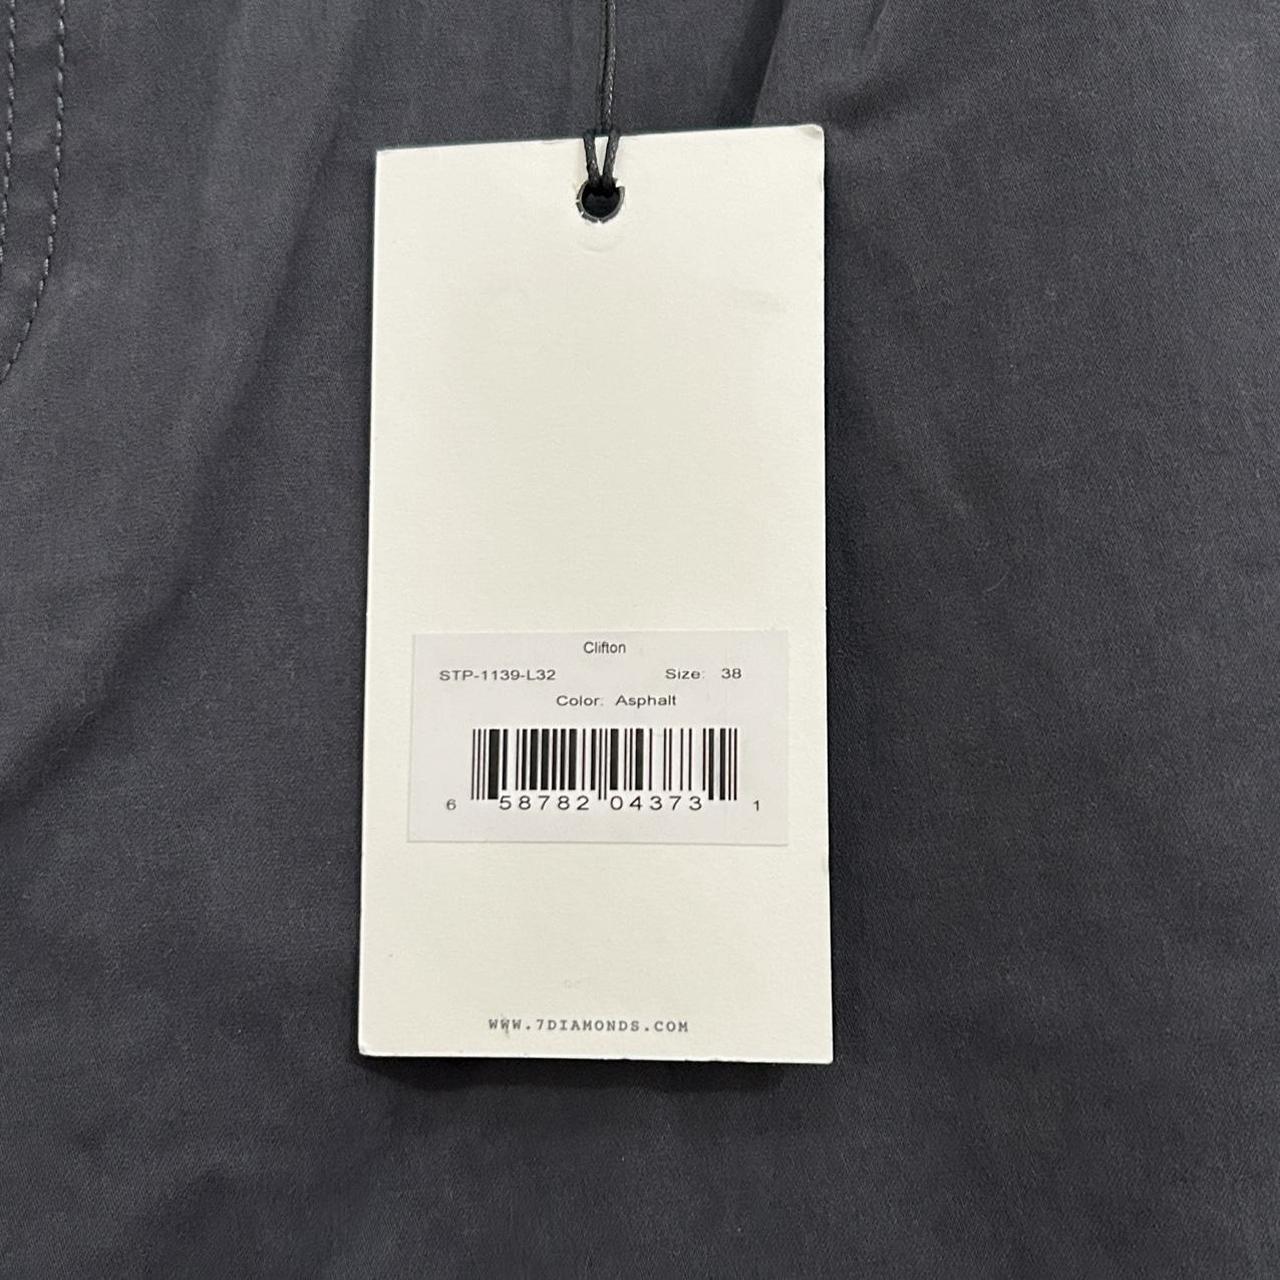 Clifton
STP-1139-L32 Size: 38
Color: Asphalt
6 58782 04373 1
WWW.7DIAMONDS.COM